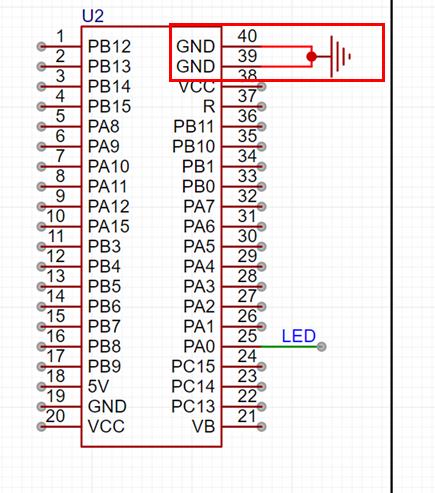 U2
1 PB12 GND 40
2 PB13 GND 39
3 PB14 VCC 38
4 PB15 R 37
5 PA8 PB11 36
6 PA9 PB10 35
7 PA10 PB1 34
8 PA11 PB0 33
9 PA12 PA7 32
10 PA15 PA6 31
11 PB3 PA5 30
12 PB4 PA4 29
13 PB5 PA3 28
14 PB6 PA2 27
15 PB7 PA1 26
16 PB8 PA0 25 LED
17 PB9 PC15 24
18 5V PC14 23
19 GND PC13 22
20 VCC VB 21